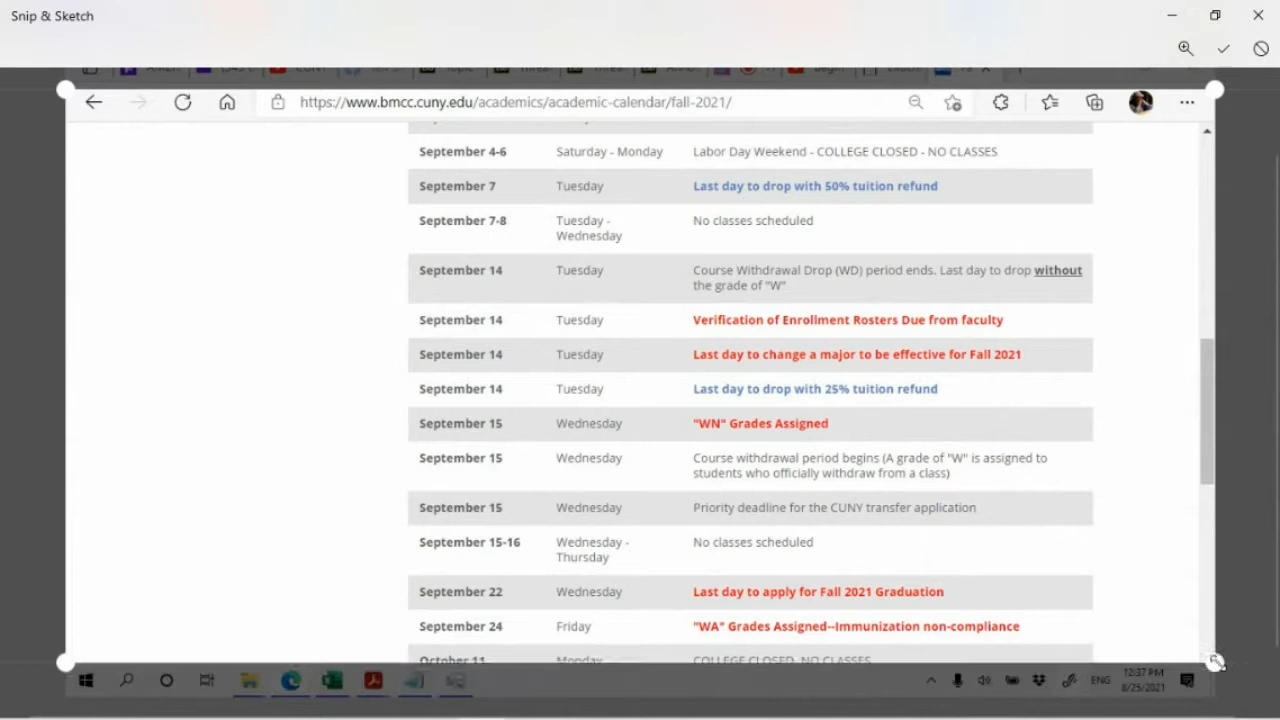 Snip & Sketch
https://www.bmcc.cuny.edu/academics/academic-calendar/fall-2021/
September 4-6 Saturday - Monday Labor Day Weekend - COLLEGE CLOSED - NO CLASSES
September 7 Tuesday Last day to drop with 50% tuition refund
September 7-8 Tuesday - No classes scheduled
Wednesday
September 14 Tuesday Course Withdrawal Drop (WD) period ends. Last day to drop without
the grade of "W"
September 14 Tuesday Verification of Enrollment Rosters Due from faculty
September 14 Tuesday Last day to change a major to be effective for Fall 2021
September 14 Tuesday Last day to drop with 25% tuition refund
September 15 Wednesday "WN" Grades Assigned
September 15 Wednesday Course withdrawal period begins (A grade of "W" is assigned to
students who officially withdraw from a class)
September 15 Wednesday Priority deadline for the CUNY transfer application
September 15-16 Wednesday - No classes scheduled
Thursday
September 22 Wednesday Last day to apply for Fall 2021 Graduation
September 24 Friday "WA" Grades Assigned--Immunization non-compliance
October 11 Monday COLLEGE CLOSED- NO CLASSES
ENG 12:37 PM
8/25/2021